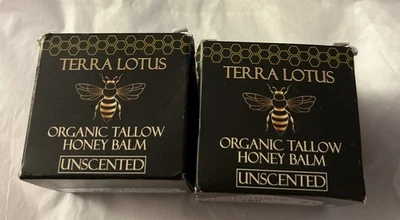 TERRA LOTUS
ORGANIC TALLOW
HONEY BALM
UNSCENTED
TERRA LOTUS
ORGANIC TALLOW
HONEY BALM
UNSCENTED